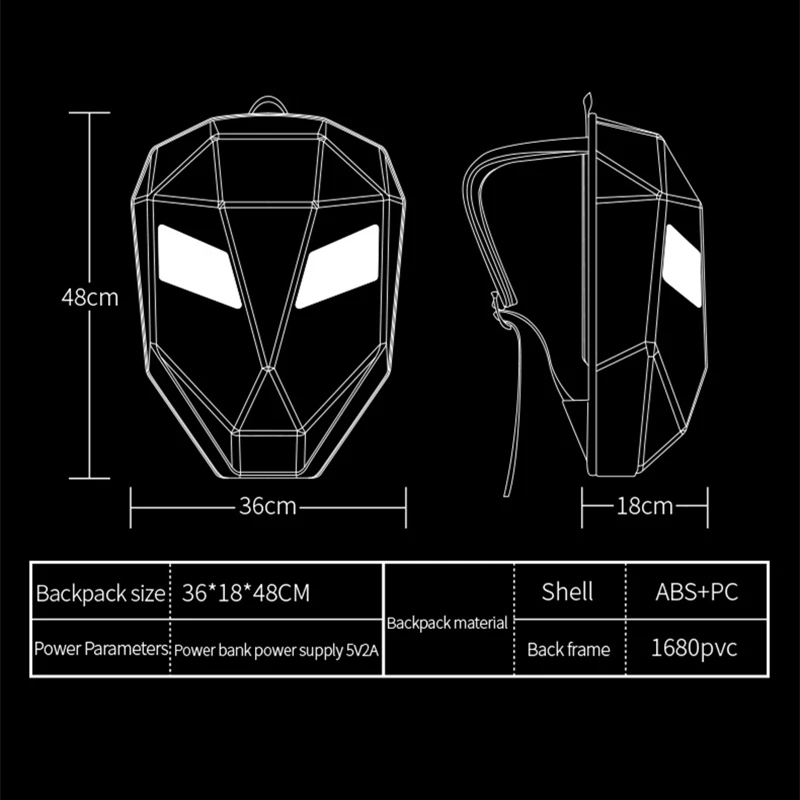 48cm
36cm
18cm
Backpack size
36*18*48CM
Backpack material
Shell
ABS+PC
Power Parameters
Power bank power supply 5V2A
Back frame
1680pvc